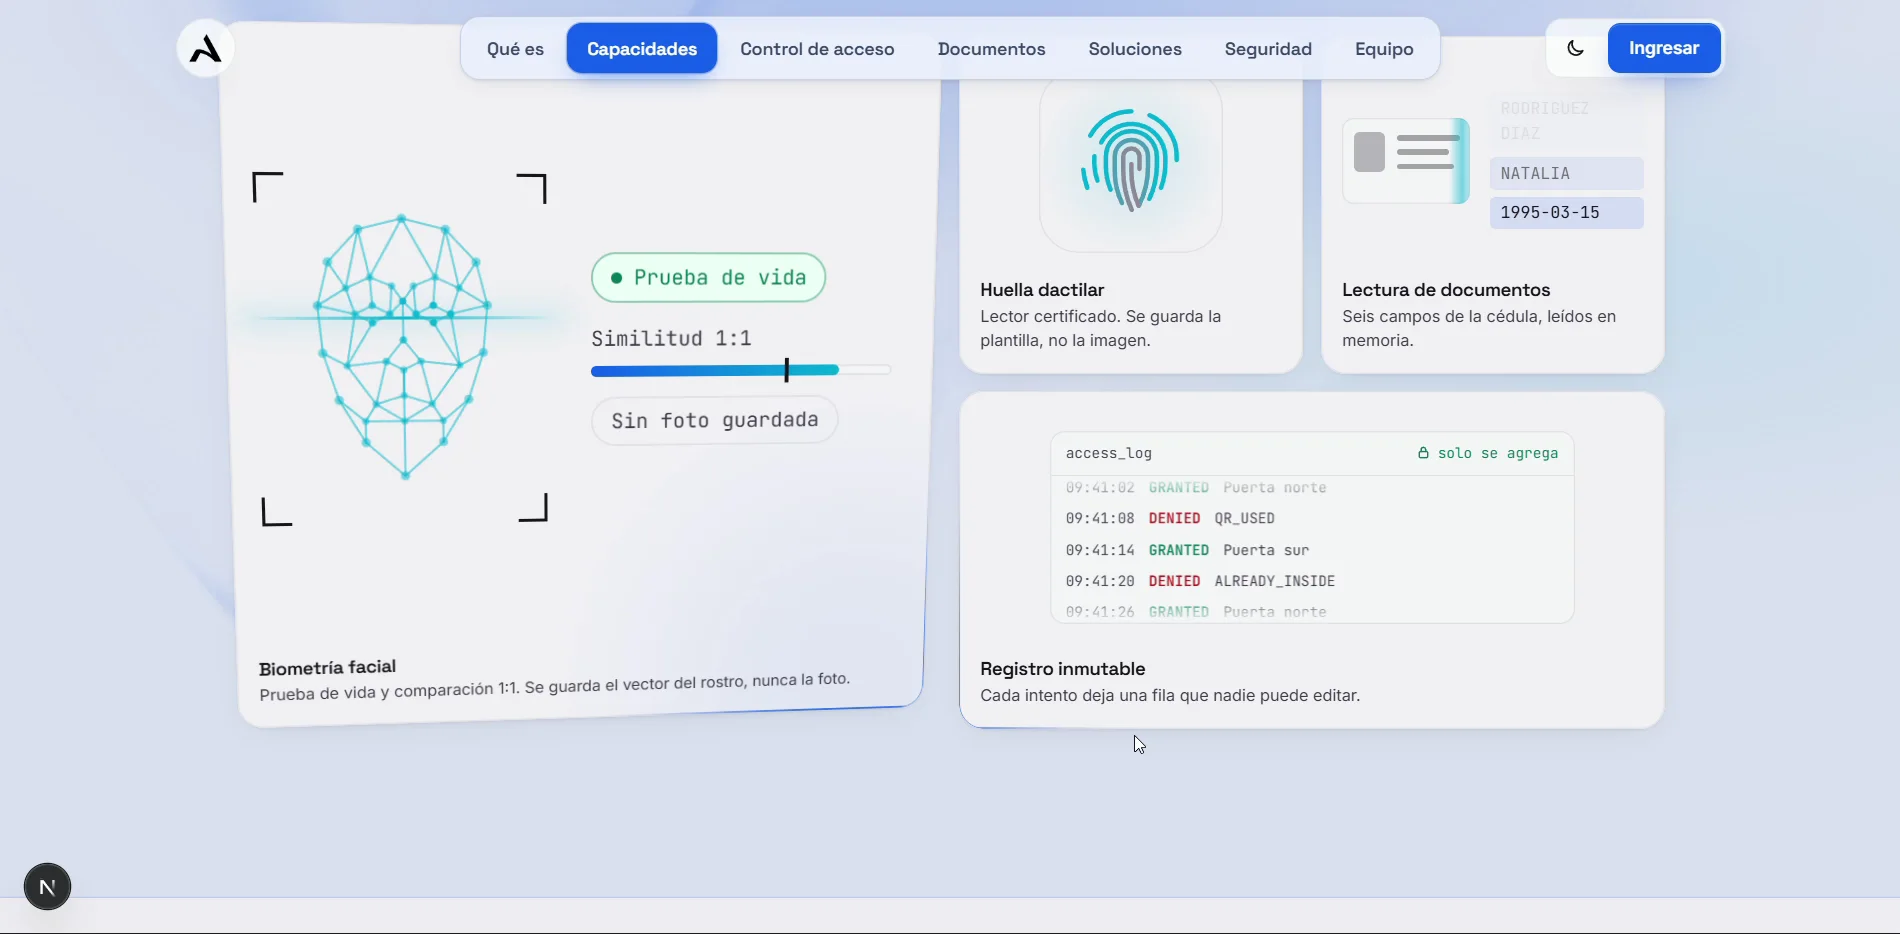 Qué es
Capacidades
Control de acceso
Documentos
Soluciones
Seguridad
Equipo
Ingresar
Prueba de vida
Similitud 1:1
Sin foto guardada
Biometría facial
Prueba de vida y comparación 1:1. Se guarda el vector del rostro, nunca la foto.
Huella dactilar
Lector certificado. Se guarda la
plantilla, no la imagen.
RODRIGUEZ
DIAZ
NATALIA
1995-03-15
Lectura de documentos
Seis campos de la cédula, leídos en
memoria.
access_log
solo se agrega
09:41:02 GRANTED Puerta norte
09:41:08 DENIED QR_USED
09:41:14 GRANTED Puerta sur
09:41:20 DENIED ALREADY_INSIDE
09:41:26 GRANTED Puerta norte
Registro inmutable
Cada intento deja una fila que nadie puede editar.
N